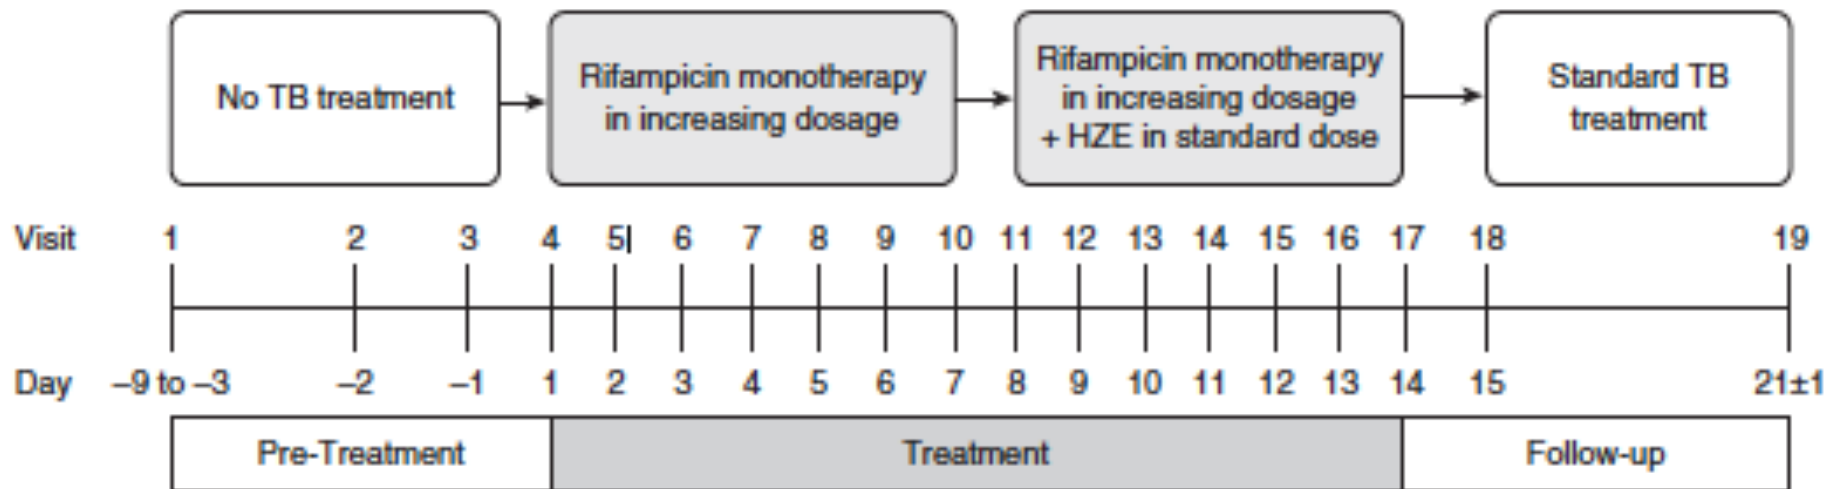 No TB treatment
Rifampicin monotherapy
in increasing dosage
Rifampicin monotherapy
in increasing dosage
+ HZE in standard dose
Standard TB
treatment
Visit 1 2 3 4 5| 6 7 8 9 10 11 12 13 14 15 16 17 18 19
Day –9 to –3 –2 –1 1 2 3 4 5 6 7 8 9 10 11 12 13 14 15 21±1
Pre-Treatment Treatment Follow-up